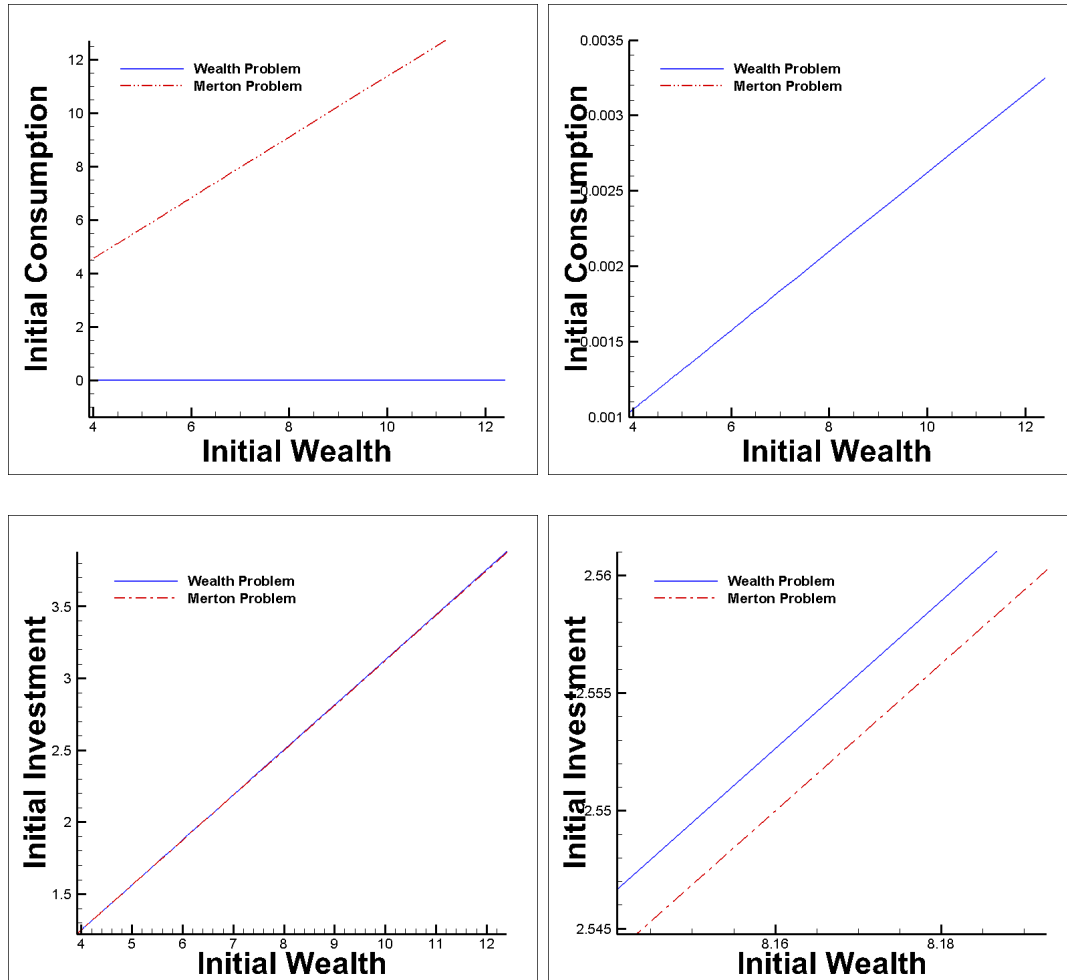 Initial Consumption
12
10
8
6
4
2
0
Wealth Problem
Merton Problem
4 6 8 10 12
Initial Wealth
Initial Consumption
0.0035
0.003
0.0025
0.002
0.0015
0.001
Wealth Problem
Merton Problem
4 6 8 10 12
Initial Wealth
Initial Investment
3.5
3
2.5
2
1.5
Wealth Problem
Merton Problem
4 5 6 7 8 9 10 11 12
Initial Wealth
Initial Investment
2.56
2.555
2.55
2.545
Wealth Problem
Merton Problem
8.16 8.18
Initial Wealth